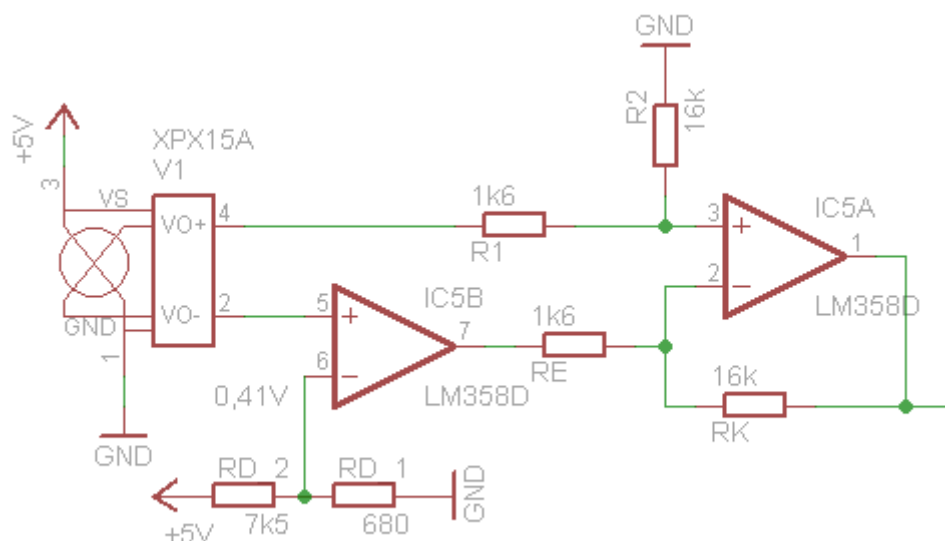 GND
+5V
XPX15A
V1
R2
16k
3
VS
VO+
4
1k6
R1
3
+
IC5A
1
2
−
LM358D
GND
VO-
2
5
+
IC5B
7
1k6
RE
1
6
−
0,41V
LM358D
16k
RK
GND
RD_2
RD_1
+5V
7k5
680
GND